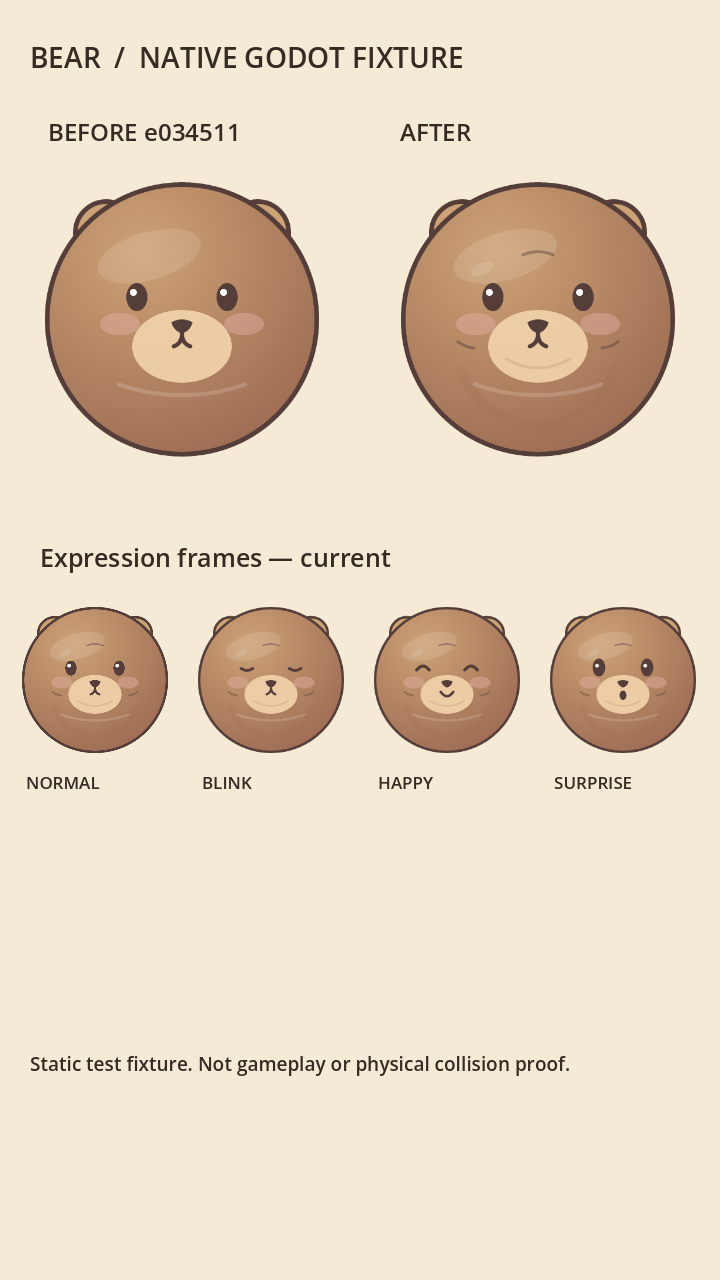 BEAR / NATIVE GODOT FIXTURE
BEFORE e034511
AFTER
Expression frames — current
NORMAL
BLINK
HAPPY
SURPRISE
Static test fixture. Not gameplay or physical collision proof.